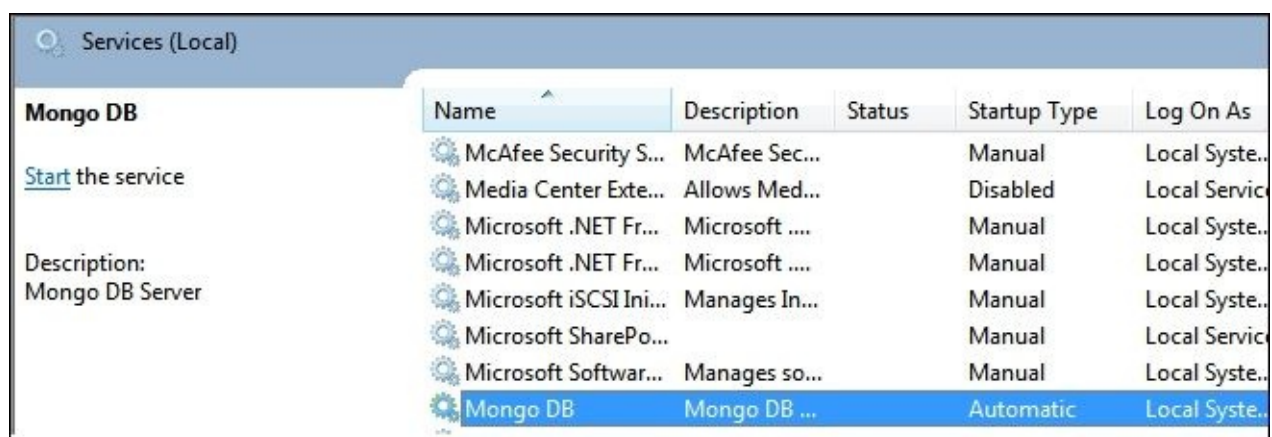 Services (Local)
Mongo DB
Start the service
Description:
Mongo DB Server
Name Description Status Startup Type Log On As
McAfee Security S... McAfee Sec... Manual Local Syste..
Media Center Exte... Allows Med... Disabled Local Servic
Microsoft .NET Fr... Microsoft .... Manual Local Syste..
Microsoft .NET Fr... Microsoft .... Manual Local Syste..
Microsoft iSCSI Ini... Manages In... Manual Local Syste..
Microsoft SharePo... Manual Local Servic
Microsoft Softwar... Manages so... Manual Local Syste..
Mongo DB Mongo DB ... Automatic Local Syste..